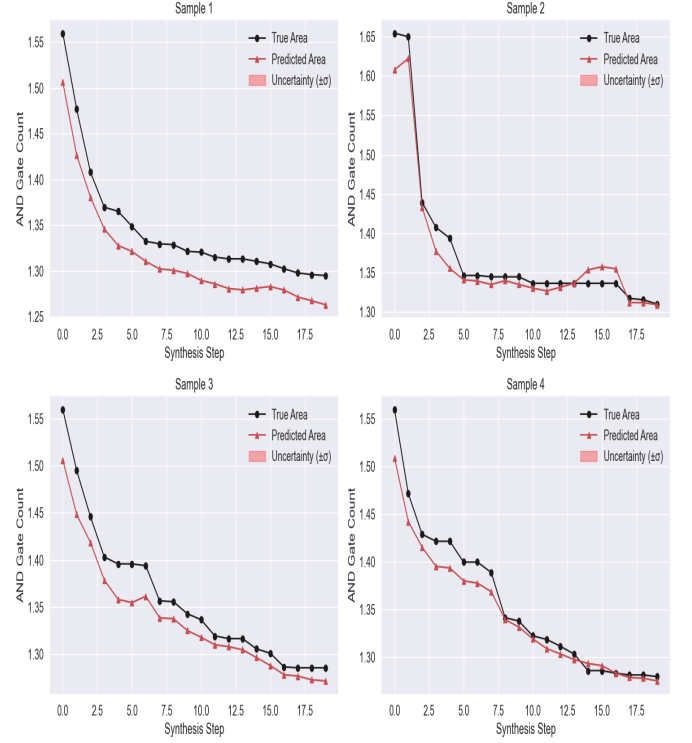 Sample 1
AND Gate Count
1.55
1.50
1.45
1.40
1.35
1.30
1.25
True Area
Predicted Area
Uncertainty (±σ)
0.0 2.5 5.0 7.5 10.0 12.5 15.0 17.5
Synthesis Step
Sample 2
AND Gate Count
1.65
1.60
1.55
1.50
1.45
1.40
1.35
1.30
True Area
Predicted Area
Uncertainty (±σ)
0.0 2.5 5.0 7.5 10.0 12.5 15.0 17.5
Synthesis Step
Sample 3
AND Gate Count
1.55
1.50
1.45
1.40
1.35
1.30
True Area
Predicted Area
Uncertainty (±σ)
0.0 2.5 5.0 7.5 10.0 12.5 15.0 17.5
Synthesis Step
Sample 4
AND Gate Count
1.55
1.50
1.45
1.40
1.35
1.30
True Area
Predicted Area
Uncertainty (±σ)
0.0 2.5 5.0 7.5 10.0 12.5 15.0 17.5
Synthesis Step